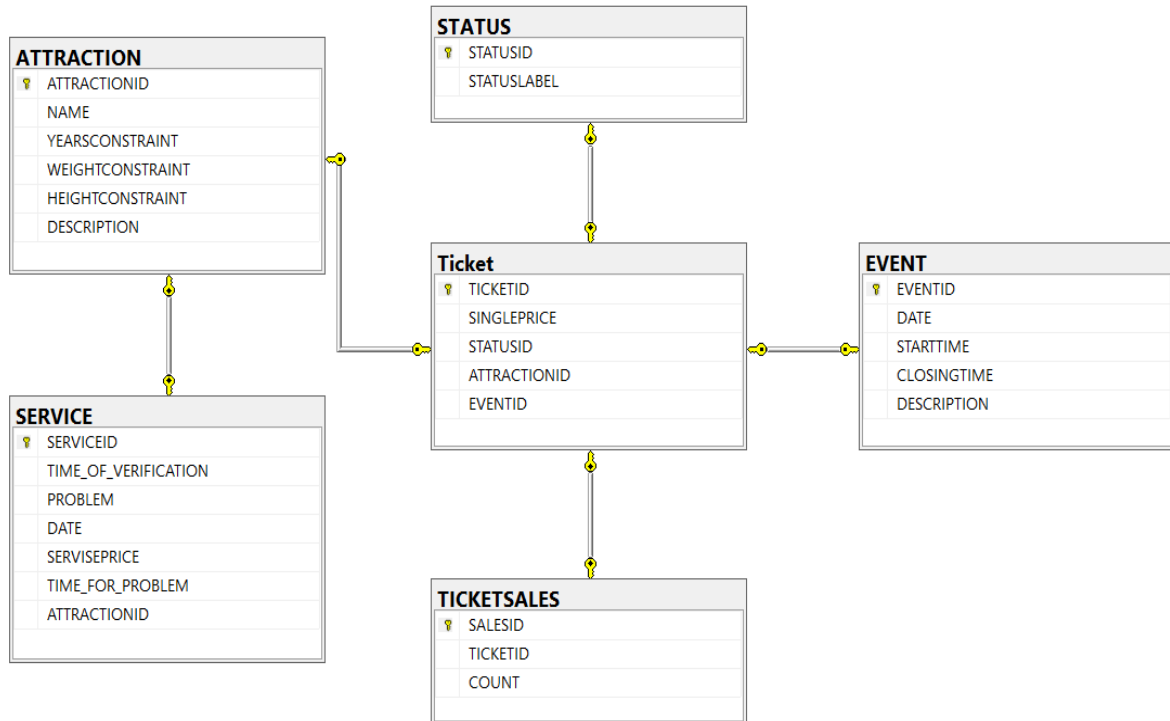 STATUS
STATUSID
STATUSLABEL
ATTRACTION
ATTRACTIONID
NAME
YEARSCONSTRAINT
WEIGHTCONSTRAINT
HEIGHTCONSTRAINT
DESCRIPTION
Ticket
TICKETID
SINGLEPRICE
STATUSID
ATTRACTIONID
EVENTID
EVENT
EVENTID
DATE
STARTTIME
CLOSINGTIME
DESCRIPTION
SERVICE
SERVICEID
TIME_OF_VERIFICATION
PROBLEM
DATE
SERVISEPRICE
TIME_FOR_PROBLEM
ATTRACTIONID
TICKETSALES
SALESID
TICKETID
COUNT